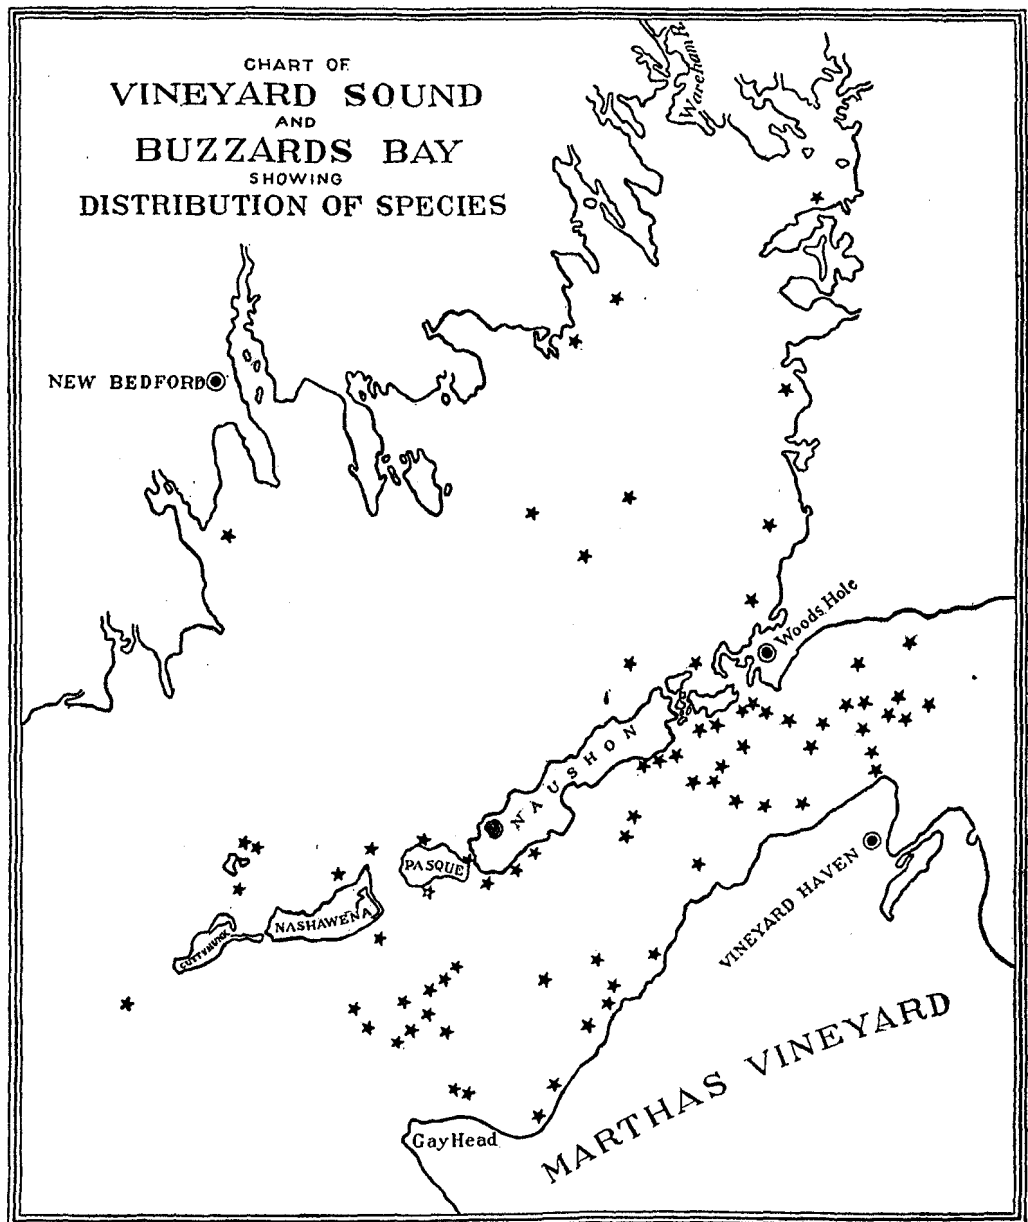 CHART OF
VINEYARD SOUND
AND
BUZZARDS BAY
SHOWING
DISTRIBUTION OF SPECIES
Wareham R.
NEW BEDFORD
Woods Hole
NAUSHON
PASQUE
NASHAWENA
CUTTYHUNK
VINEYARD HAVEN
MARTHAS VINEYARD
Gay Head